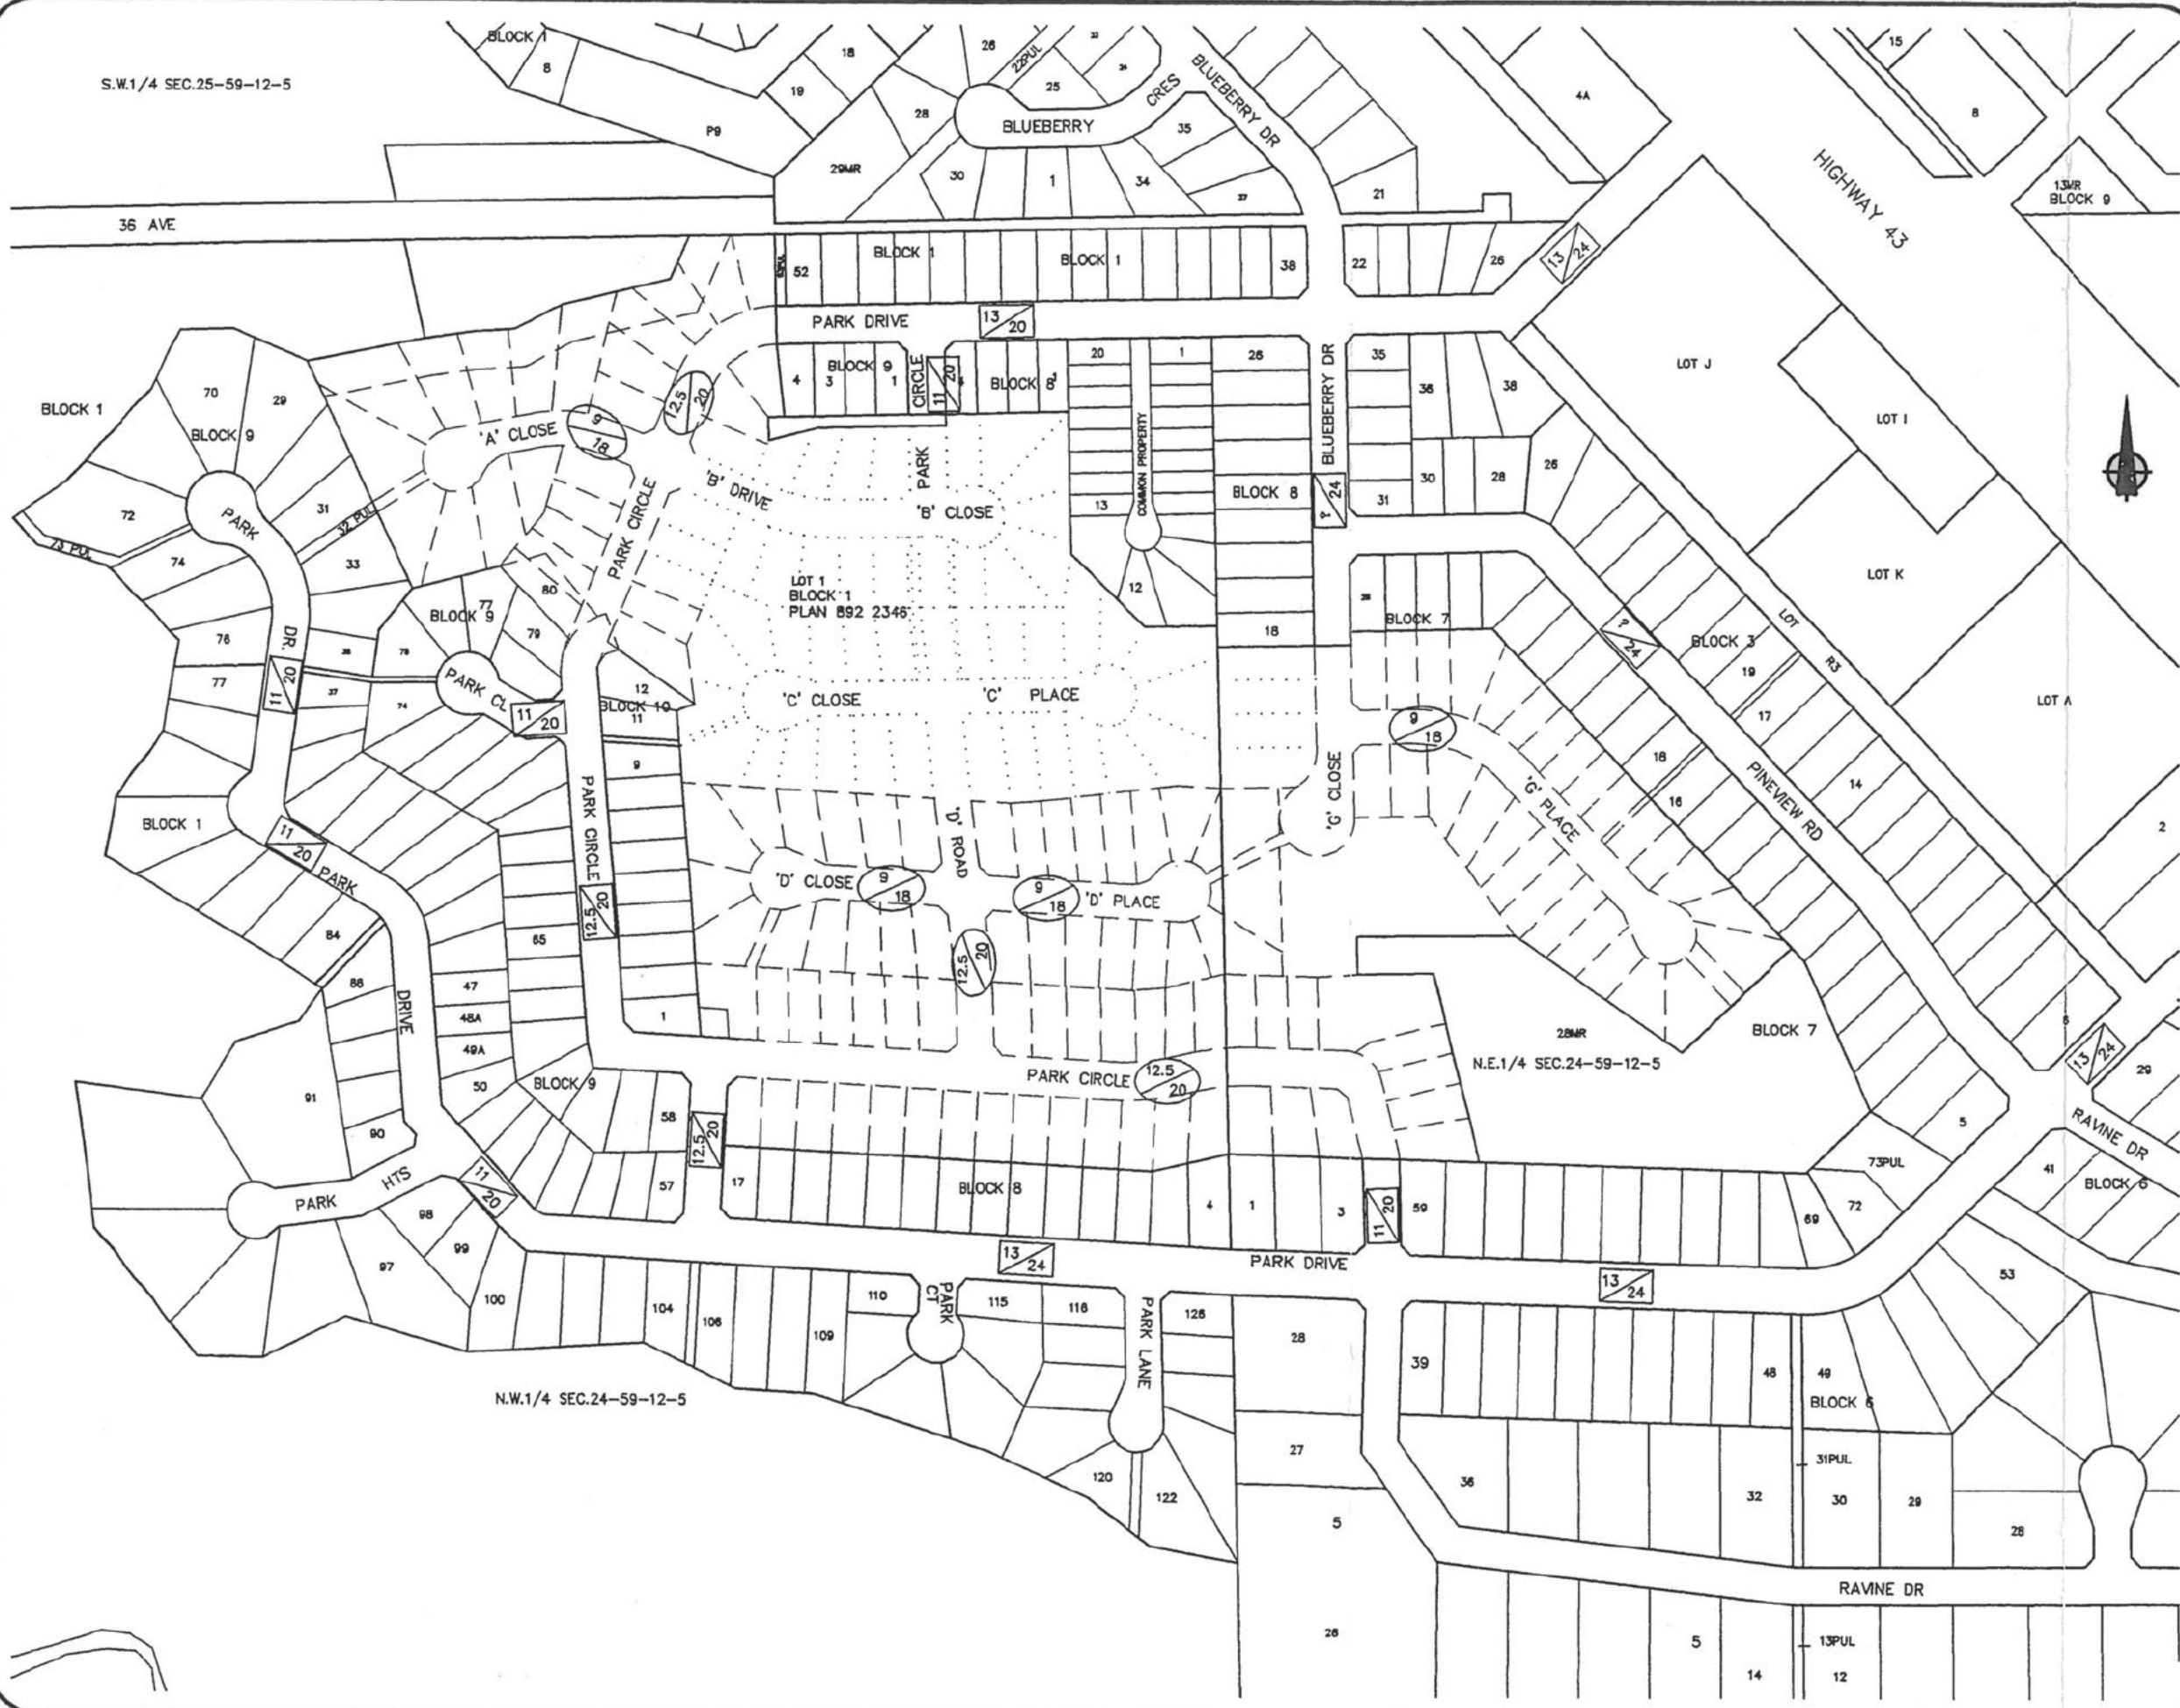 S.W.1/4 SEC.25-59-12-5
BLOCK 1
8
P9
18
19
26
22PUL
25
28
29MR
30
1
34
35
BLUEBERRY
CRES
BLUEBERRY DR
21
4A
15
8
HIGHWAY 43
13MR
BLOCK 9
36 AVE
52
BLOCK 1
BLOCK 1
38
22
26
13
24
PARK DRIVE
13
20
4
3
BLOCK 9
1
CIRCLE
11
20
4
BLOCK 8
1
20
1
26
35
36
38
BLUEBERRY DR
LOT J
LOT I
LOT K
LOT A
2
BLOCK 1
70
29
BLOCK 9
'A' CLOSE
9
18
12.5
20
'B' DRIVE
PARK
'B' CLOSE
COMMON PROPERTY
13
12
BLOCK 8
?
24
31
30
28
26
72
73 PUL
PARK
31
32 PUL
33
74
PARK CIRCLE
LOT 1
BLOCK 1
PLAN 892 2346
18
BLOCK 7
?
24
BLOCK 3
19
17
LOT
R3
76
77
DR.
11
20
37
74
BLOCK 9
77
80
79
PARK CL
11
20
12
BLOCK 10
11
9
'C' CLOSE
'C' PLACE
9
18
'G' CLOSE
'G' PLACE
18
16
PINEVIEW RD
14
BLOCK 1
11
20
PARK
PARK CIRCLE
12.5
20
65
'D' CLOSE
9
18
'D' ROAD
9
18
'D' PLACE
12.5
20
84
86
DRIVE
47
48A
49A
50
1
BLOCK 9
58
57
12.5
20
PARK CIRCLE
12.5
20
28MR
N.E.1/4 SEC.24-59-12-5
BLOCK 7
13
24
29
RAVINE DR
5
73PUL
41
BLOCK 6
91
90
PARK
HTS
11
20
98
99
97
100
17
BLOCK 8
4
1
3
11
20
59
69
72
13
24
PARK DRIVE
13
24
53
104
106
109
110
PARK
CT
115
116
PARK LANE
126
28
39
48
49
BLOCK 6
N.W.1/4 SEC.24-59-12-5
120
122
27
36
31PUL
32
30
29
28
5
RAVINE DR
26
5
13PUL
14
12